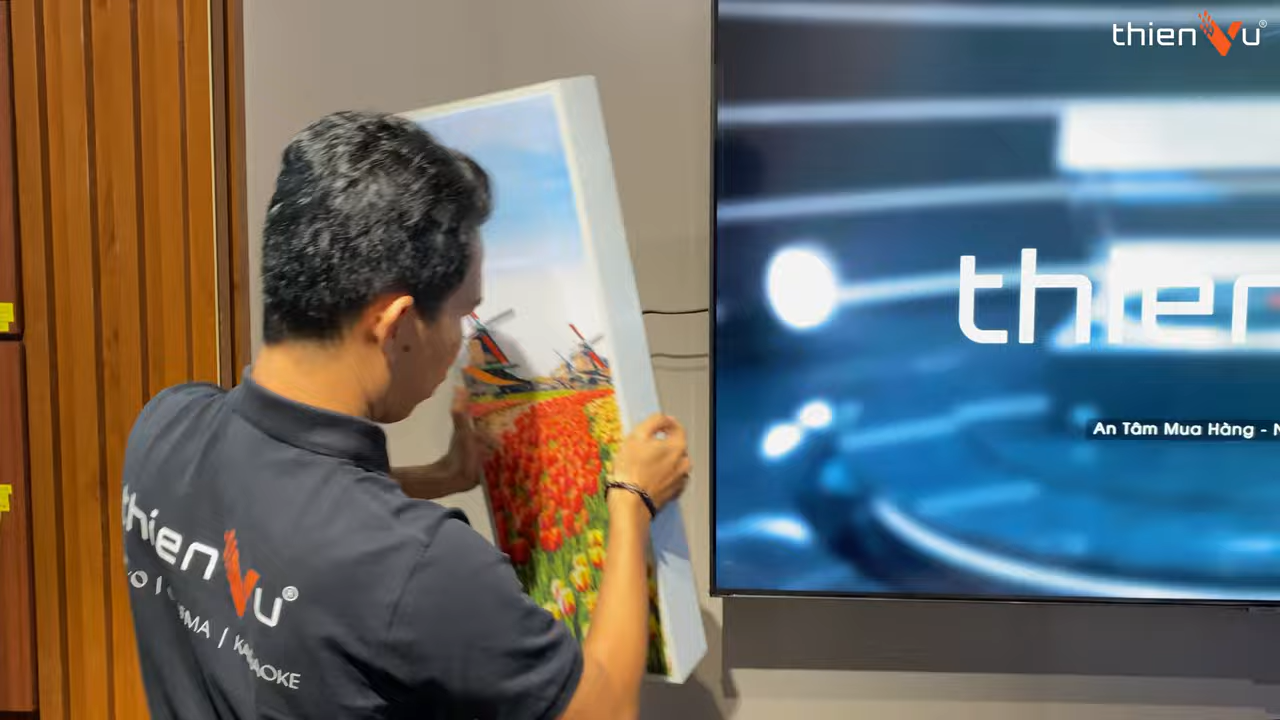 thienVu®
thien
An Tâm Mua Hàng -
thienVu®
| KARAOKE